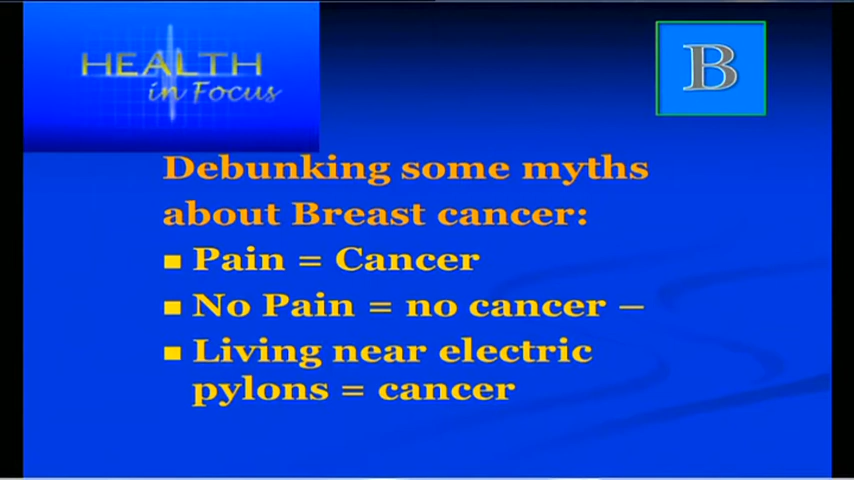 HEALTH
in Focus
B
Debunking some myths
about Breast cancer:
Pain = Cancer
No Pain = no cancer –
Living near electric
pylons = cancer